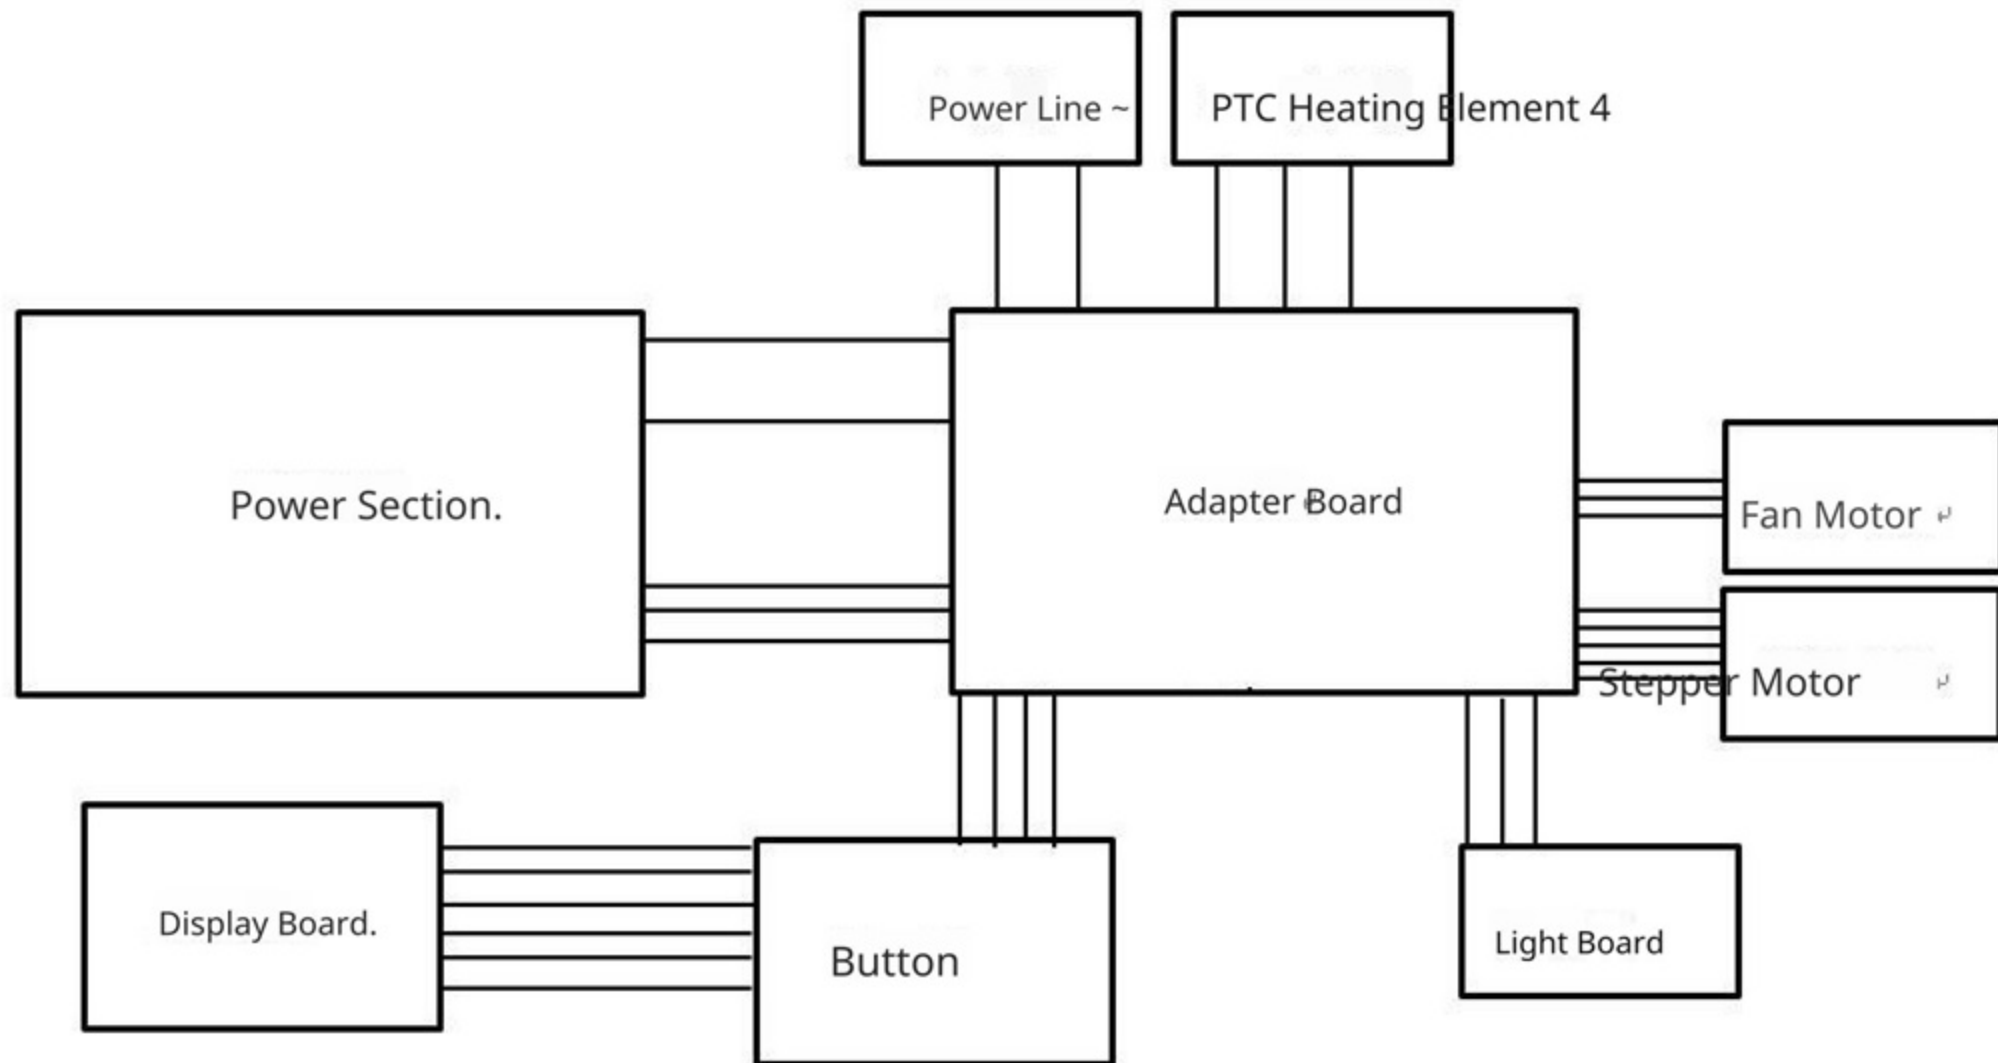 Power Line ~
PTC Heating Element 4
Power Section.
Adapter Board
Fan Motor ↵
Stepper Motor ↵
Display Board.
Button
Light Board